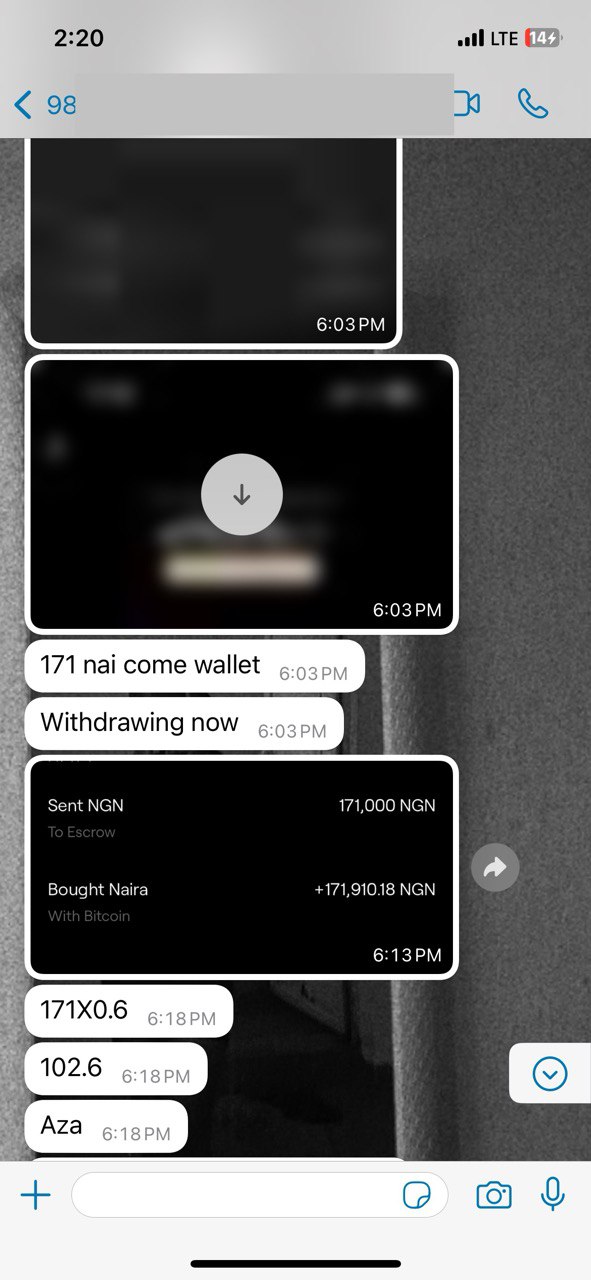 2:20
LTE 14
98
6:03 PM
6:03 PM
171 nai come wallet 6:03 PM
Withdrawing now 6:03 PM
Sent NGN 171,000 NGN
To Escrow
Bought Naira +171,910.18 NGN
With Bitcoin
6:13 PM
171X0.6 6:18 PM
102.6 6:18 PM
Aza 6:18 PM